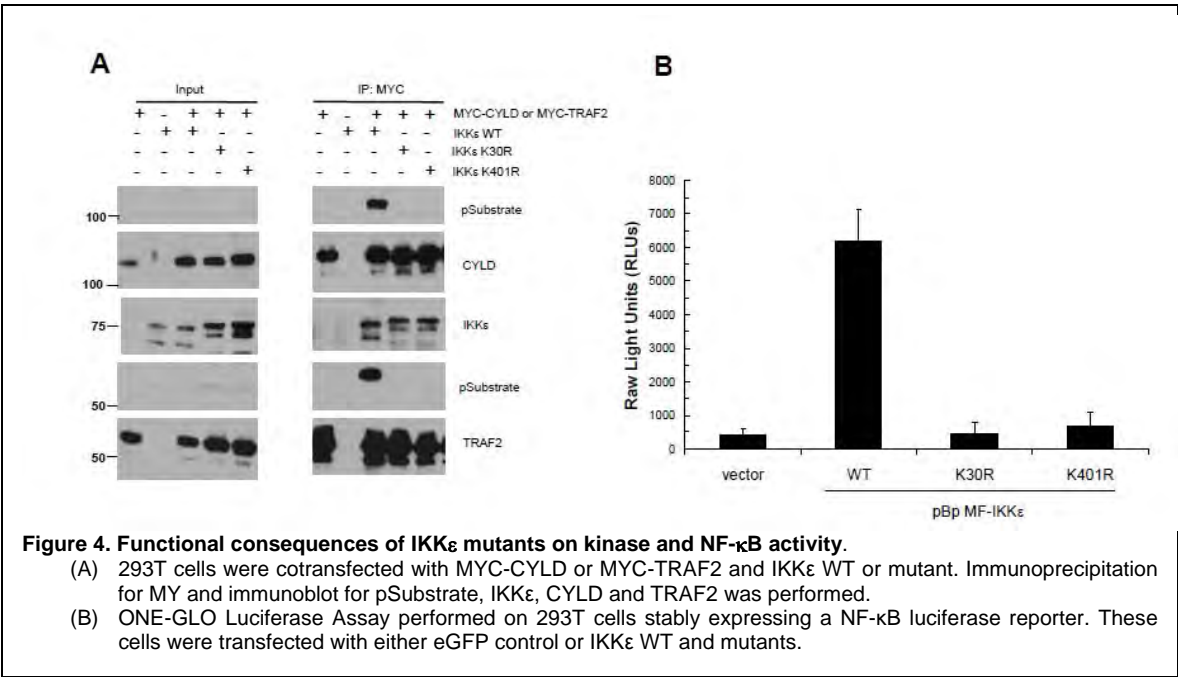 A
B
Input
IP: MYC
+ - + + + + - + + + MYC-CYLD or MYC-TRAF2
- + + - - - + + - - IKKs WT
- - - + - - - - + - IKKs K30R
- - - - + - - - - + IKKs K401R
100
pSubstrate
CYLD
100
75
IKKs
pSubstrate
50
TRAF2
50
Raw Light Units (RLUs)
8000
7000
6000
5000
4000
3000
2000
1000
0
vector WT K30R K401R
pBp MF-IKKε
Figure 4. Functional consequences of IKKε mutants on kinase and NF-κB activity.
(A) 293T cells were cotransfected with MYC-CYLD or MYC-TRAF2 and IKKε WT or mutant. Immunoprecipitation
for MY and immunoblot for pSubstrate, IKKε, CYLD and TRAF2 was performed.
(B) ONE-GLO Luciferase Assay performed on 293T cells stably expressing a NF-κB luciferase reporter. These
cells were transfected with either eGFP control or IKKε WT and mutants.